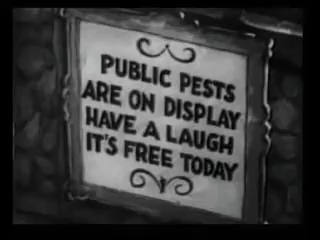 PUBLIC PESTS
ARE ON DISPLAY
HAVE A LAUGH
IT'S FREE TODAY